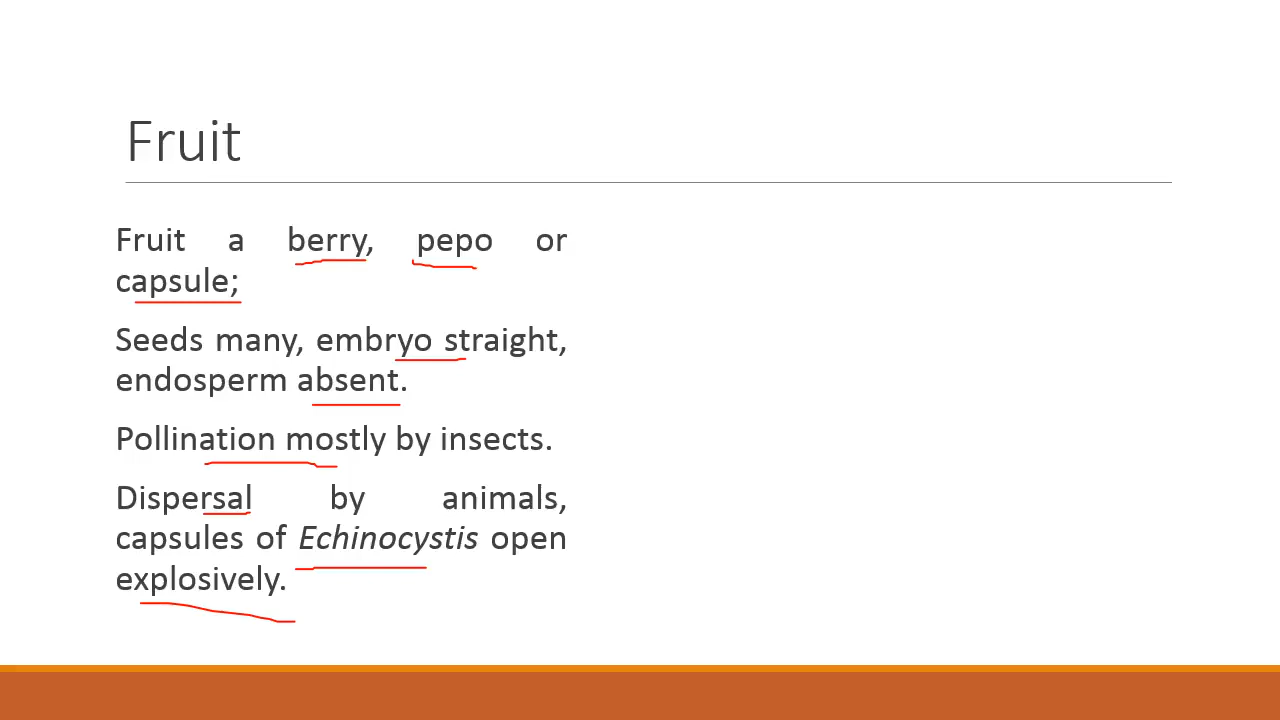 Fruit
Fruit a berry, pepo or
capsule;
Seeds many, embryo straight,
endosperm absent.
Pollination mostly by insects.
Dispersal by animals,
capsules of Echinocystis open
explosively.